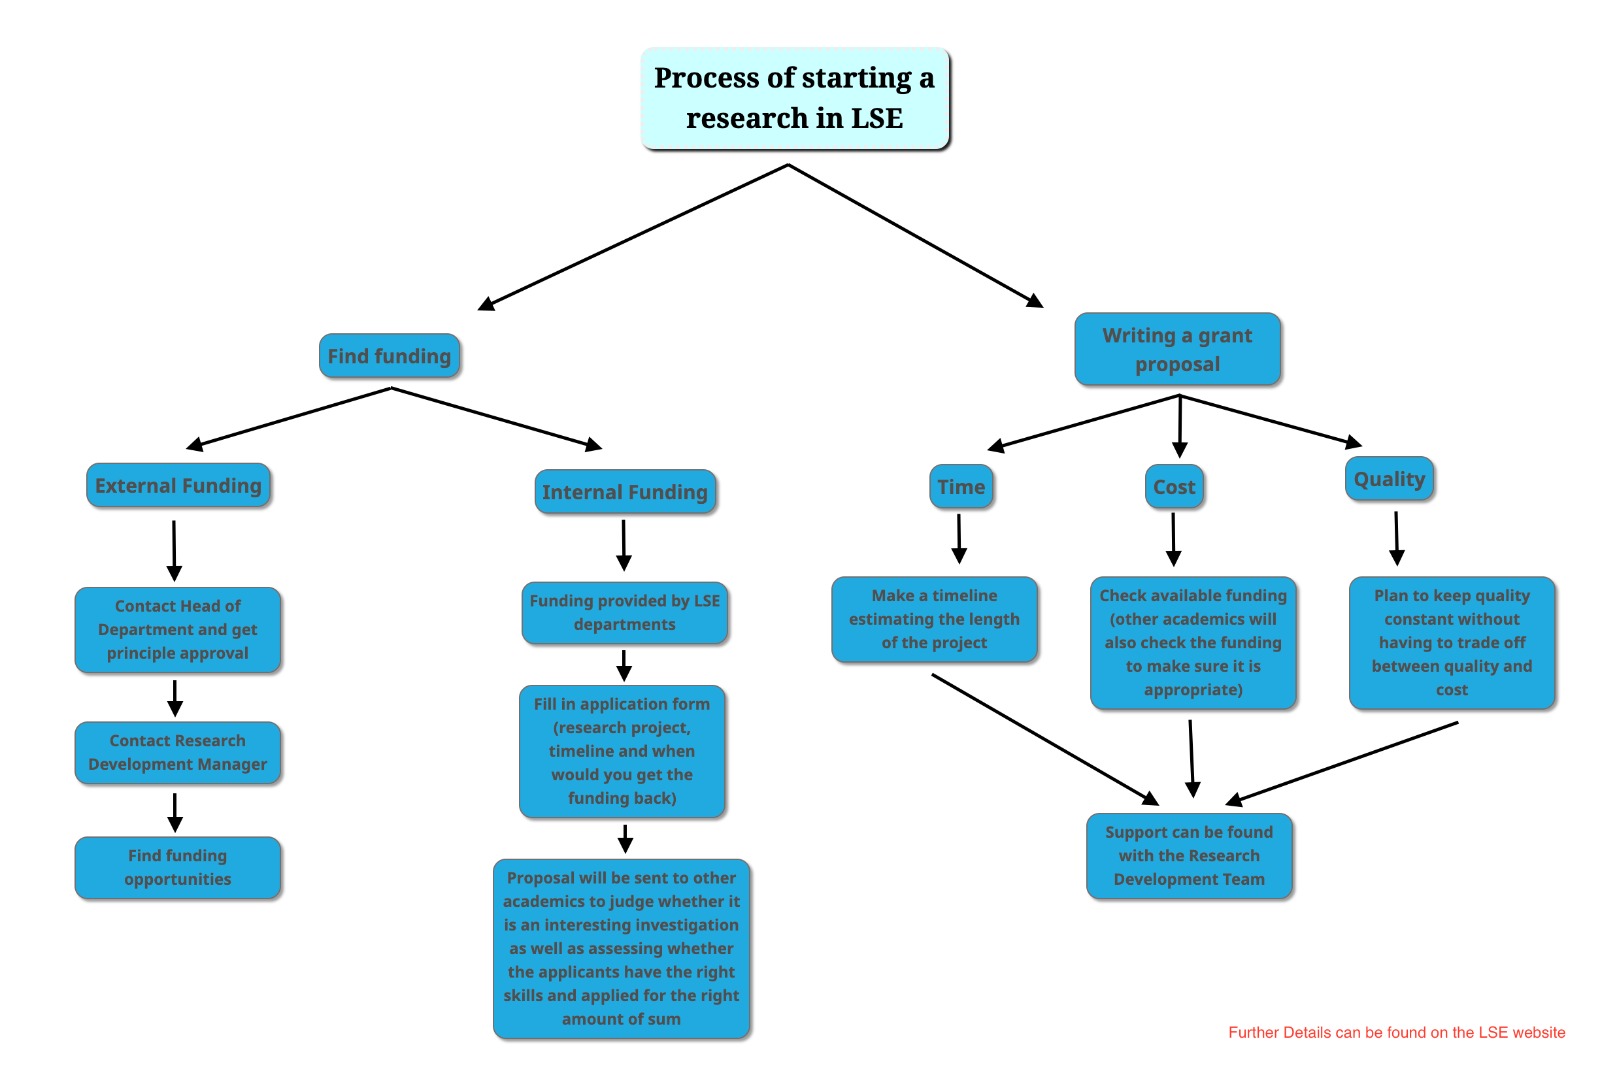 Process of starting a
research in LSE
Find funding
Writing a grant
proposal
External Funding
Internal Funding
Time
Cost
Quality
Contact Head of
Department and get
principle approval
Contact Research
Development Manager
Find funding
opportunities
Funding provided by LSE
departments
Fill in application form
(research project,
timeline and when
would you get the
funding back)
Proposal will be sent to other
academics to judge whether it
is an interesting investigation
as well as assessing whether
the applicants have the right
skills and applied for the right
amount of sum
Make a timeline
estimating the length
of the project
Check available funding
(other academics will
also check the funding
to make sure it is
appropriate)
Plan to keep quality
constant without
having to trade off
between quality and
cost
Support can be found
with the Research
Development Team
Further Details can be found on the LSE website